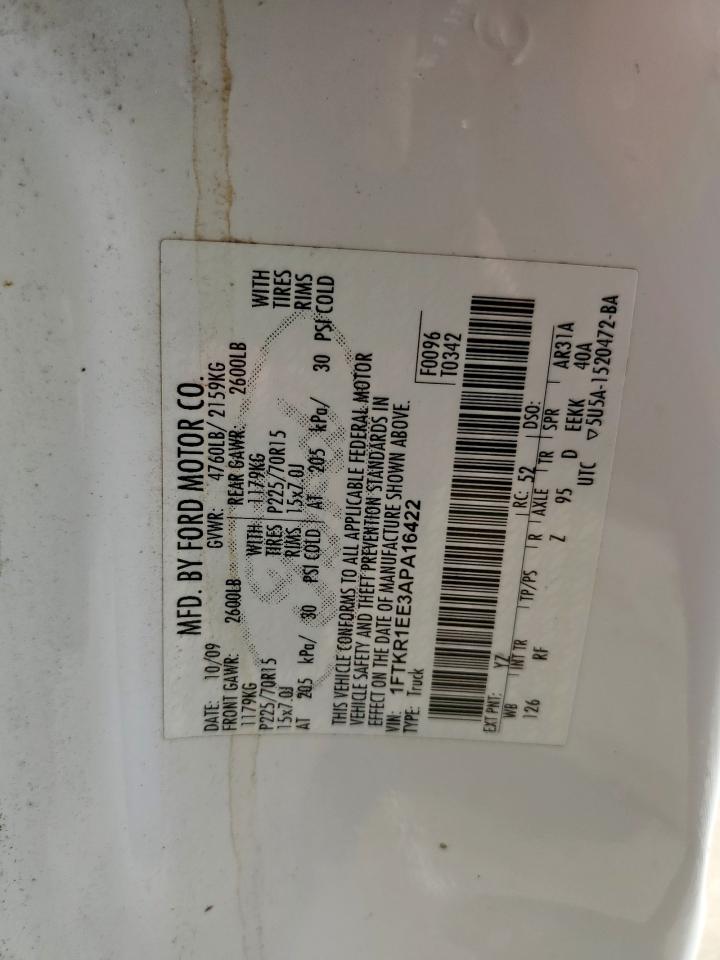 MFD. BY FORD MOTOR CO.
DATE: 10/09 GVWR: 4760LB/ 2159KG
FRONT GAWR: 2600LB REAR GAWR: 2600LB
1179KG WITH 1179KG WITH
P225/70R15 TIRES P225/70R15 TIRES
15x7.0J RIMS 15x7.0J RIMS
AT 205 kPa/ 30 PSI COLD AT 205 kPa/ 30 PSI COLD
THIS VEHICLE CONFORMS TO ALL APPLICABLE FEDERAL MOTOR
VEHICLE SAFETY AND THEFT PREVENTION STANDARDS IN
EFFECT ON THE DATE OF MANUFACTURE SHOWN ABOVE.
VIN: 1FTKR1EE3APA16422
TYPE: Truck
F0096
T0342
EXT PNT: YZ RC: 52 DSO:
WB INT TR TP/PS R AXLE TR SPR
126 RF Z 95 D EEKK AR31A
40A
UTC ▽5U5A-1520472-BA